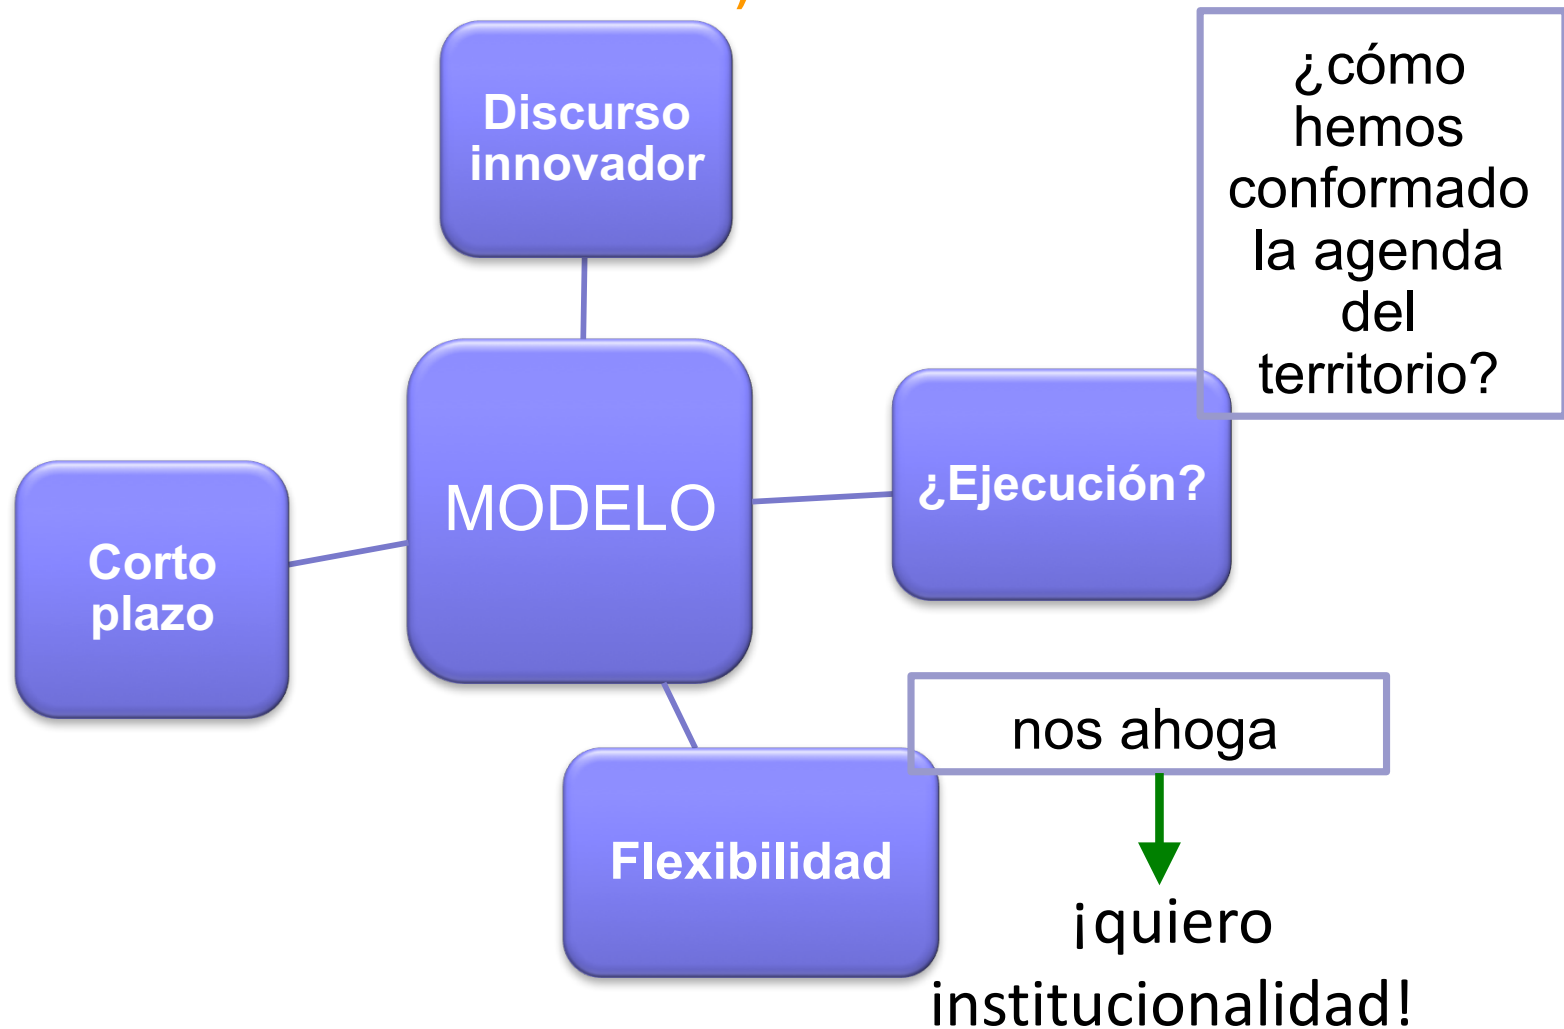 Discurso
innovador
¿cómo
hemos
conformado
la agenda
del
territorio?
MODELO
¿Ejecución?
Corto
plazo
nos ahoga
Flexibilidad
¡quiero
institucionalidad!